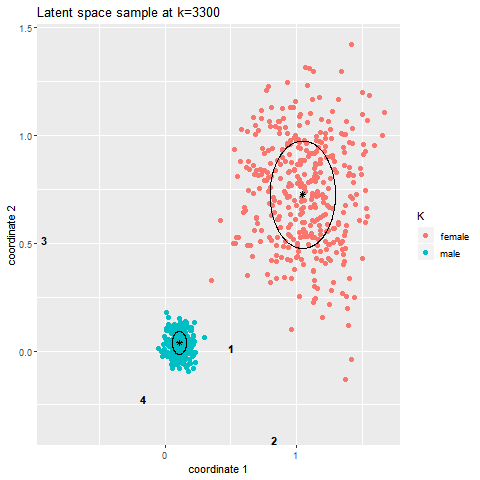 Latent space sample at k=3300
1.5
1.0
0.5
0.0
coordinate 2
3
1
4
2
0
1
coordinate 1
K
female
male